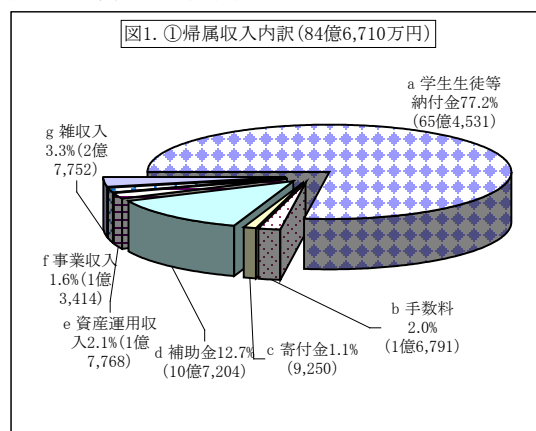 図1. ①帰属収入内訳(84億6,710万円)
a 学生生徒等
納付金77.2%
(65億4,531)
g 雑収入
3.3%(2億
7,752)
f 事業収入
1.6%(1億
3,414)
e 資産運用収
入2.1%(1億
7,768)
d 補助金12.7%
(10億7,204)
c 寄付金1.1%
(9,250)
b 手数料
2.0%
(1億6,791)